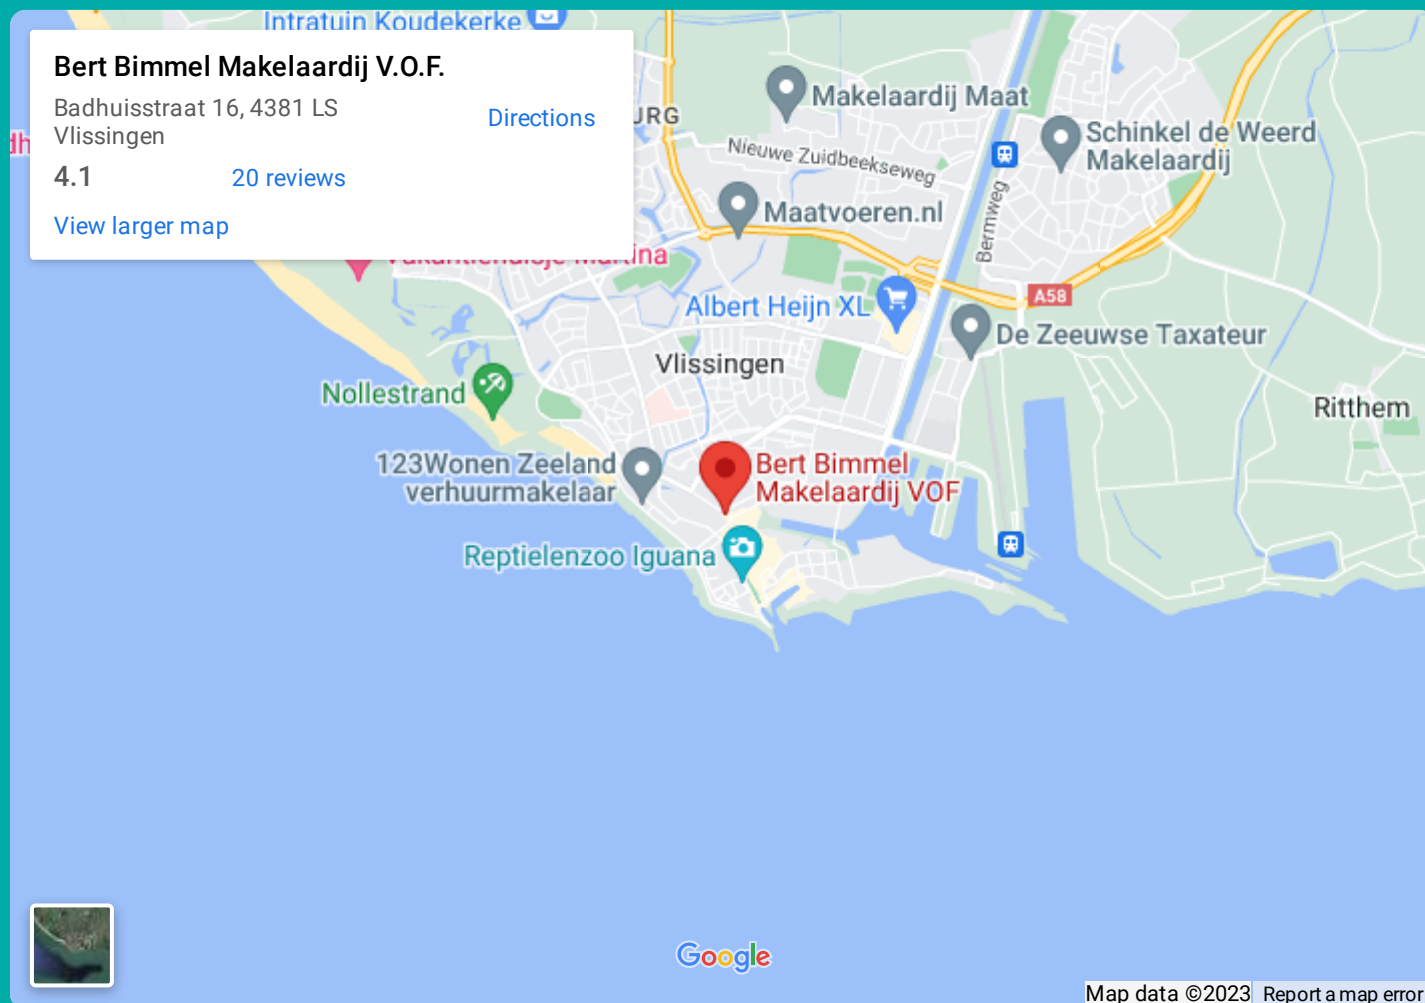 Intratuin Koudekerke
Bert Bimmel Makelaardij V.O.F.
Badhuisstraat 16, 4381 LS
Vlissingen
Directions
4.1
20 reviews
View larger map
Makelaardij Maat
Schinkel de Weerd
Makelaardij
Nieuwe Zuidbeekseweg
Bermweg
Maatvoeren.nl
A58
Albert Heijn XL
De Zeeuwse Taxateur
Vlissingen
Nollestrand
Ritthem
123Wonen Zeeland
verhuurmakelaar
Bert Bimmel
Makelaardij VOF
Reptielenzoo Iguana
Google
Map data ©2023
Report a map error